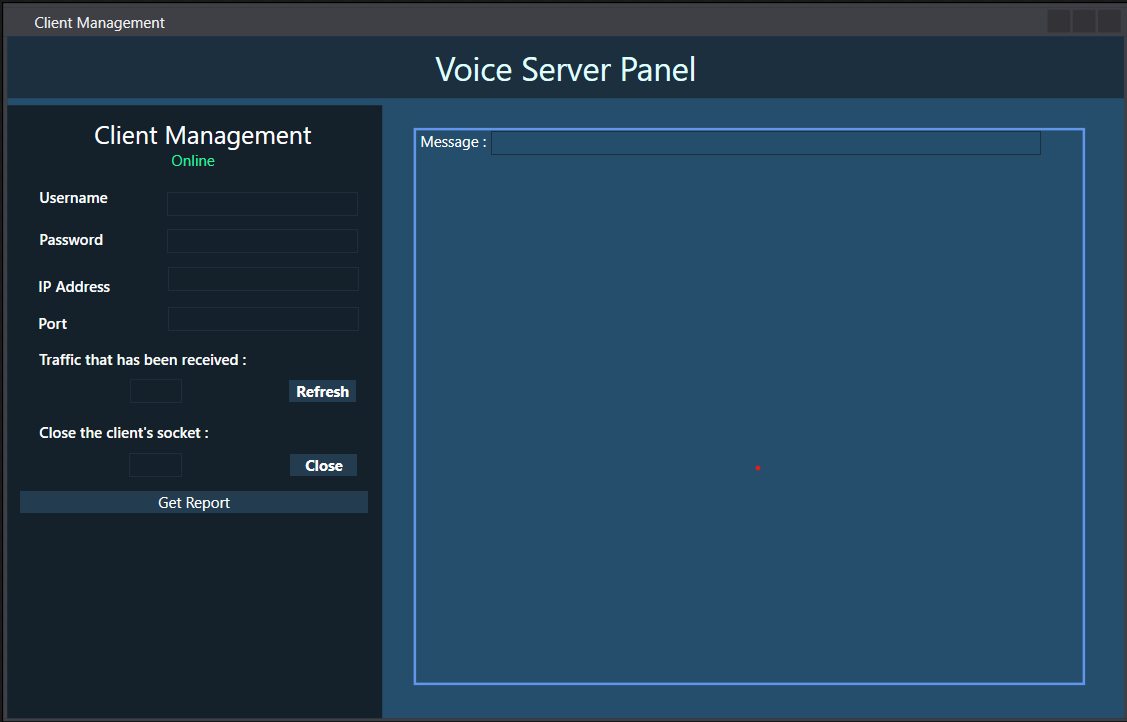 Client Management
Voice Server Panel
Client Management
Online
Username
Password
IP Address
Port
Traffic that has been received :
Refresh
Close the client's socket :
Close
Get Report
Message :